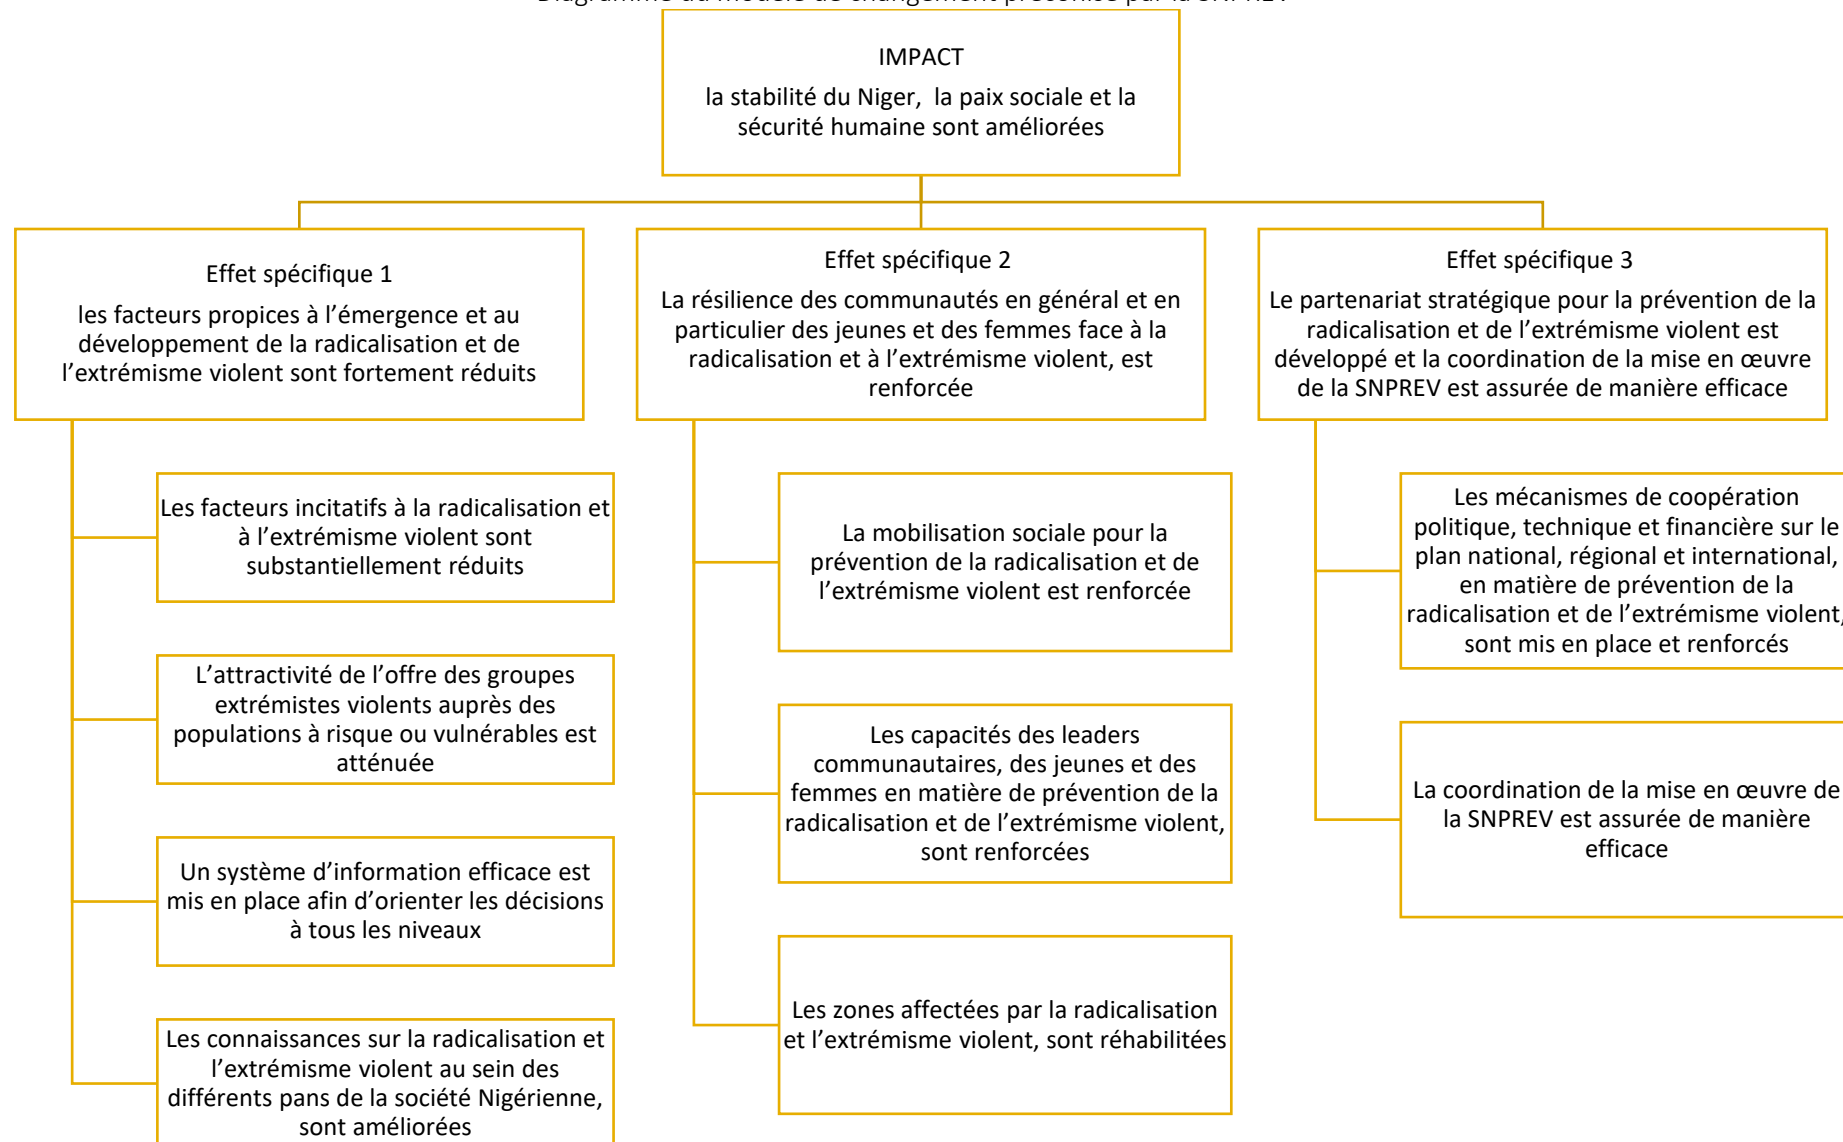 Diagramme du modèle de changement préconisé par la SNPREV
IMPACT
la stabilité du Niger, la paix sociale et la
sécurité humaine sont améliorées
Effet spécifique 1
les facteurs propices à l’émergence et au
développement de la radicalisation et de
l’extrémisme violent sont fortement réduits
Les facteurs incitatifs à la radicalisation et
à l’extrémisme violent sont
substantiellement réduits
L’attractivité de l’offre des groupes
extrémistes violents auprès des
populations à risque ou vulnérables est
atténuée
Un système d’information efficace est
mis en place afin d’orienter les décisions
à tous les niveaux
Les connaissances sur la radicalisation et
l’extrémisme violent au sein des
différents pans de la société Nigérienne,
sont améliorées
Effet spécifique 2
La résilience des communautés en général et en
particulier des jeunes et des femmes face à la
radicalisation et à l’extrémisme violent, est
renforcée
La mobilisation sociale pour la
prévention de la radicalisation et de
l’extrémisme violent est renforcée
Les capacités des leaders
communautaires, des jeunes et des
femmes en matière de prévention de la
radicalisation et de l’extrémisme violent,
sont renforcées
Les zones affectées par la radicalisation
et l’extrémisme violent, sont réhabilitées
Effet spécifique 3
Le partenariat stratégique pour la prévention de la
radicalisation et de l’extrémisme violent est
développé et la coordination de la mise en œuvre
de la SNPREV est assurée de manière efficace
Les mécanismes de coopération
politique, technique et financière sur le
plan national, régional et international,
en matière de prévention de la
radicalisation et de l’extrémisme violent,
sont mis en place et renforcés
La coordination de la mise en œuvre de
la SNPREV est assurée de manière
efficace